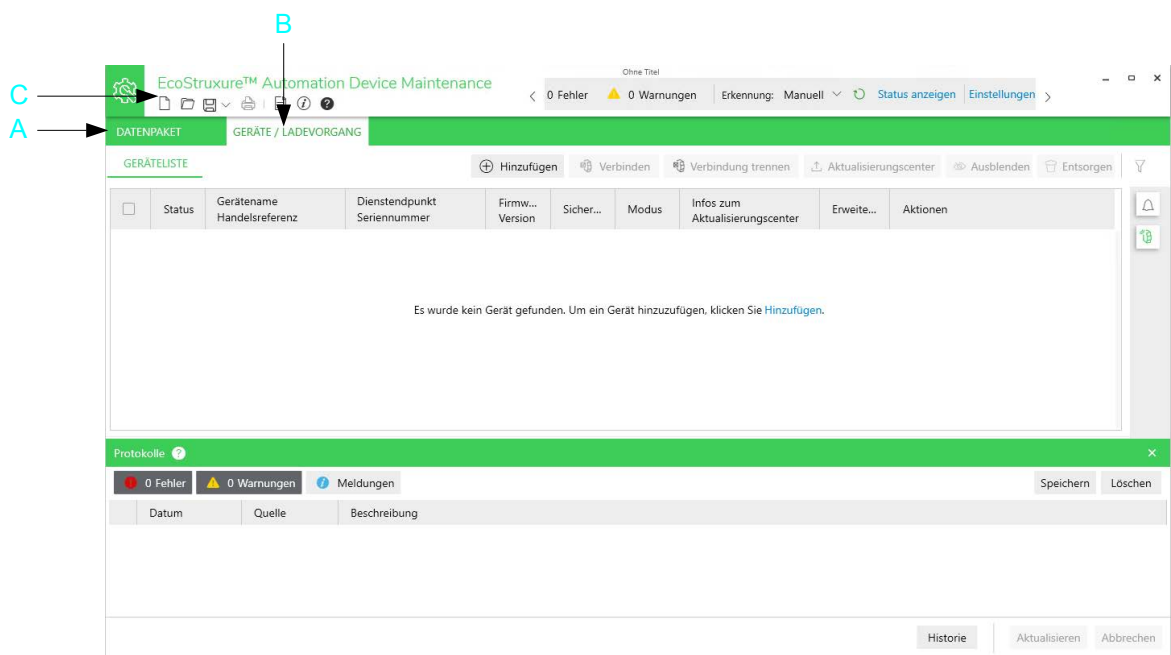 B
EcoStruxure™ Automation Device Maintenance
Ohne Titel
0 Fehler 0 Warnungen Erkennung: Manuell Status anzeigen Einstellungen
C
A
DATENPAKET GERÄTE / LADEVORGANG
GERÄTELISTE Hinzufügen Verbinden Verbindung trennen Aktualisierungscenter Ausblenden Entsorgen
Status Gerätename Dienstendpunkt Firmw... Sicher... Modus Infos zum Erweite... Aktionen
Handelsreferenz Seriennummer Version Aktualisierungscenter
Es wurde kein Gerät gefunden. Um ein Gerät hinzuzufügen, klicken Sie Hinzufügen.
Protokolle
0 Fehler 0 Warnungen Meldungen Speichern Löschen
Datum Quelle Beschreibung
Historie Aktualisieren Abbrechen